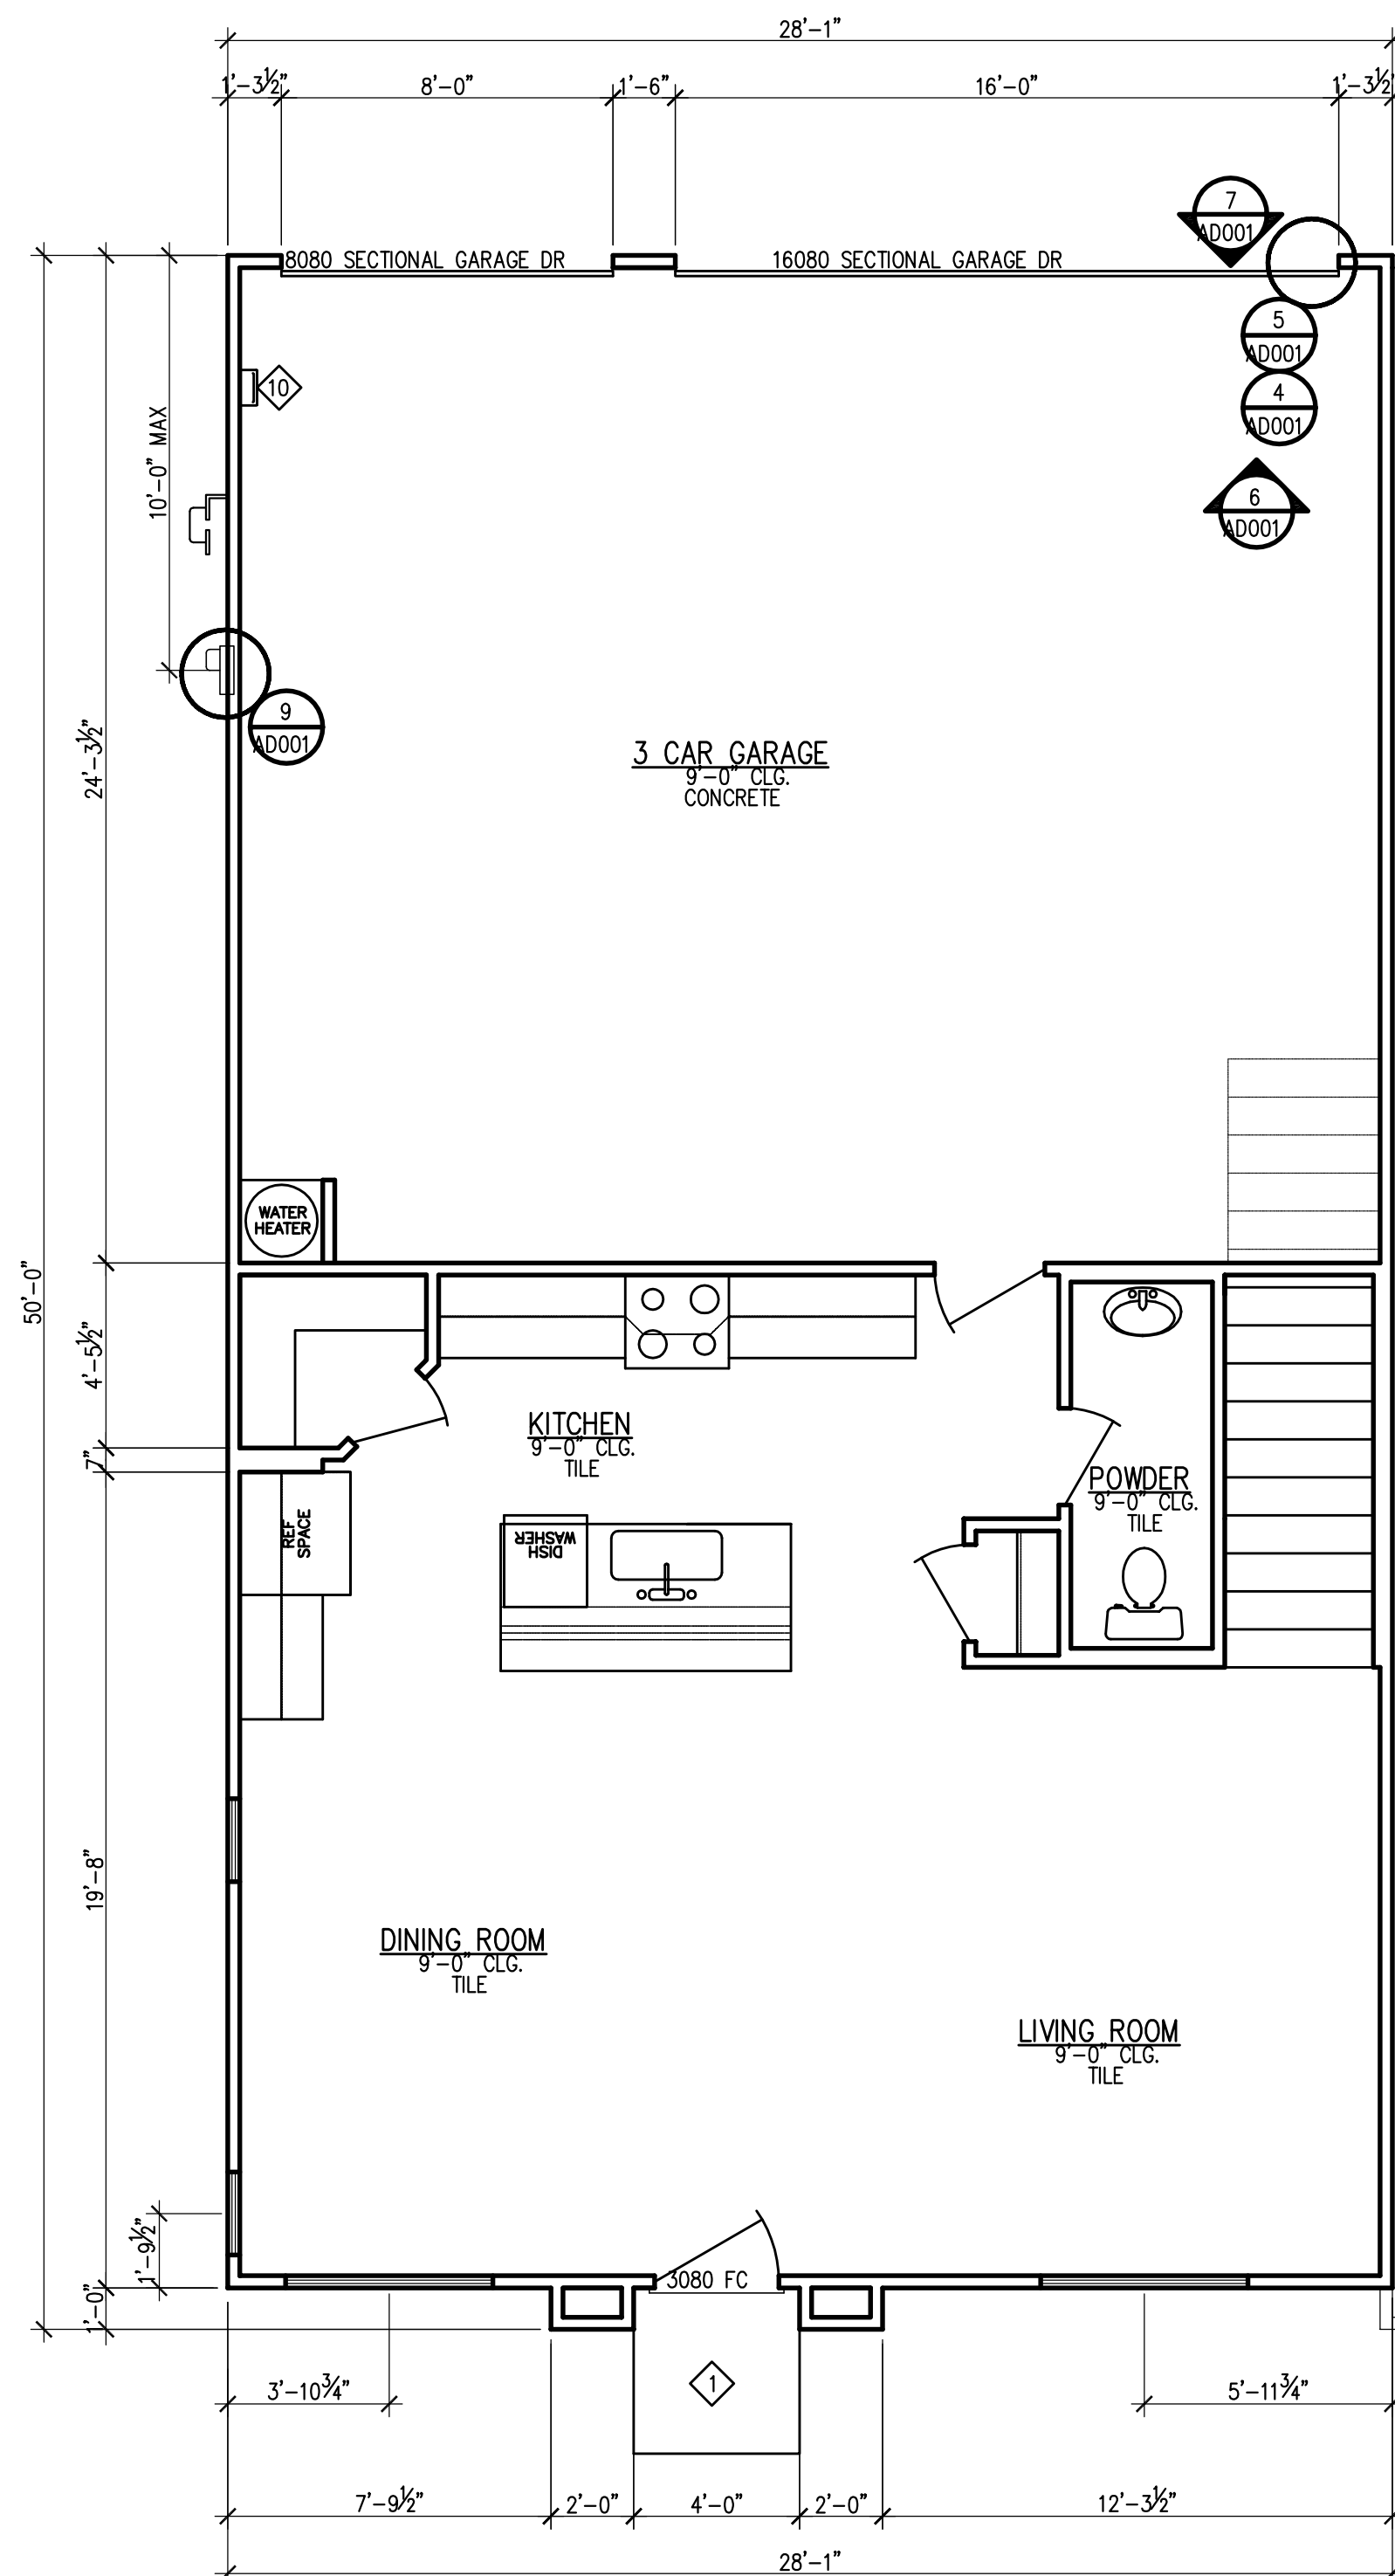 28'-1"
1'-3½"
8'-0"
1'-6"
16'-0"
1'-3½"
7
AD001
8080 SECTIONAL GARAGE DR
16080 SECTIONAL GARAGE DR
5
AD001
10
4
AD001
10'-0" MAX
6
AD001
9
AD001
24'-3½"
3 CAR GARAGE
9'-0" CLG.
CONCRETE
WATER
HEATER
50'-0"
4'-5½"
KITCHEN
9'-0" CLG.
TILE
7"
POWDER
9'-0" CLG.
TILE
REF
SPACE
DISH
WASHER
19'-8"
DINING ROOM
9'-0" CLG.
TILE
LIVING ROOM
9'-0" CLG.
TILE
1'-9½"
3080 FC
1'-0"
1
3'-10¾"
5'-11¾"
7'-9½"
2'-0"
4'-0"
2'-0"
12'-3½"
28'-1"